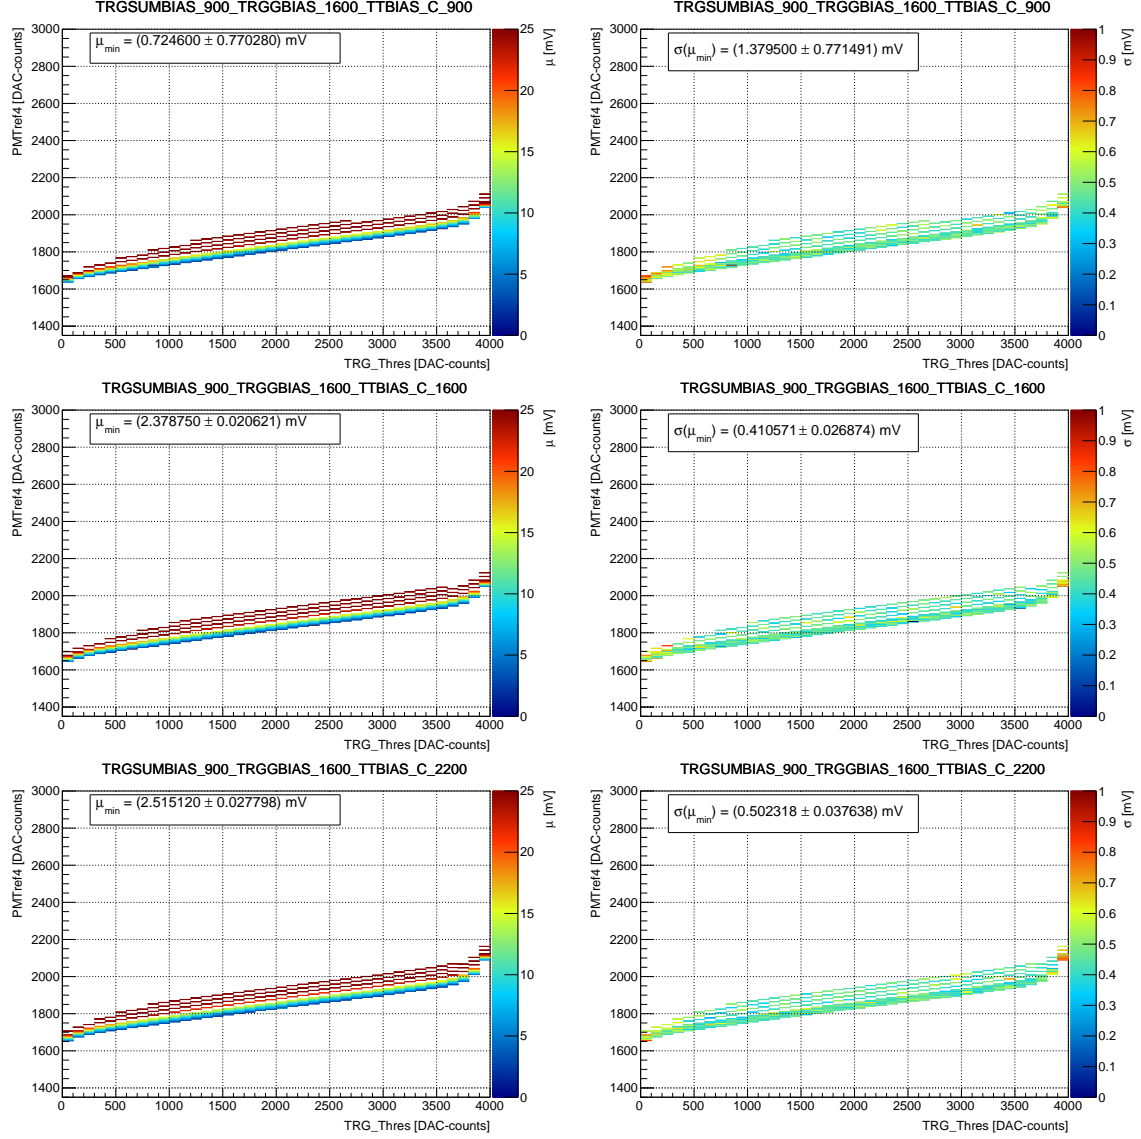 TRGSUMBIAS_900_TRGGBIAS_1600_TTBIAS_C_900
μmin = (0.724600 ± 0.770280) mV
PMTref4 [DAC-counts]
3000
2800
2600
2400
2200
2000
1800
1600
1400
0 500 1000 1500 2000 2500 3000 3500 4000
TRG_Thres [DAC-counts]
25
20
15
10
5
0
μ [mV]
TRGSUMBIAS_900_TRGGBIAS_1600_TTBIAS_C_900
σ(μmin) = (1.379500 ± 0.771491) mV
PMTref4 [DAC-counts]
3000
2800
2600
2400
2200
2000
1800
1600
1400
0 500 1000 1500 2000 2500 3000 3500 4000
TRG_Thres [DAC-counts]
1
0.9
0.8
0.7
0.6
0.5
0.4
0.3
0.2
0.1
0
σ [mV]
TRGSUMBIAS_900_TRGGBIAS_1600_TTBIAS_C_1600
μmin = (2.378750 ± 0.020621) mV
PMTref4 [DAC-counts]
3000
2800
2600
2400
2200
2000
1800
1600
1400
0 500 1000 1500 2000 2500 3000 3500 4000
TRG_Thres [DAC-counts]
25
20
15
10
5
0
μ [mV]
TRGSUMBIAS_900_TRGGBIAS_1600_TTBIAS_C_1600
σ(μmin) = (0.410571 ± 0.026874) mV
PMTref4 [DAC-counts]
3000
2800
2600
2400
2200
2000
1800
1600
1400
0 500 1000 1500 2000 2500 3000 3500 4000
TRG_Thres [DAC-counts]
1
0.9
0.8
0.7
0.6
0.5
0.4
0.3
0.2
0.1
0
σ [mV]
TRGSUMBIAS_900_TRGGBIAS_1600_TTBIAS_C_2200
μmin = (2.515120 ± 0.027798) mV
PMTref4 [DAC-counts]
3000
2800
2600
2400
2200
2000
1800
1600
1400
0 500 1000 1500 2000 2500 3000 3500 4000
TRG_Thres [DAC-counts]
25
20
15
10
5
0
μ [mV]
TRGSUMBIAS_900_TRGGBIAS_1600_TTBIAS_C_2200
σ(μmin) = (0.502318 ± 0.037638) mV
PMTref4 [DAC-counts]
3000
2800
2600
2400
2200
2000
1800
1600
1400
0 500 1000 1500 2000 2500 3000 3500 4000
TRG_Thres [DAC-counts]
1
0.9
0.8
0.7
0.6
0.5
0.4
0.3
0.2
0.1
0
σ [mV]